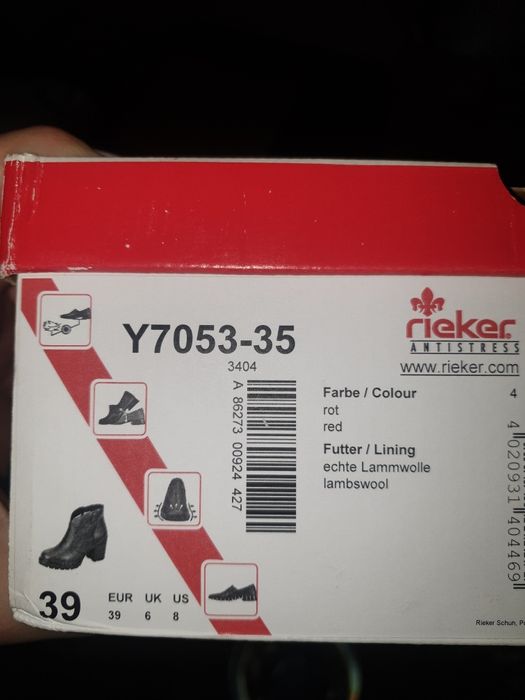 rieker
ANTISTRESS
www.rieker.com
Y7053-35
3404
A 86273 00924 427
Farbe / Colour
rot
red
Futter / Lining
echte Lammwolle
lambswool
4
4 020931 404469
39
EUR UK US
39 6 8
Rieker Schuh,